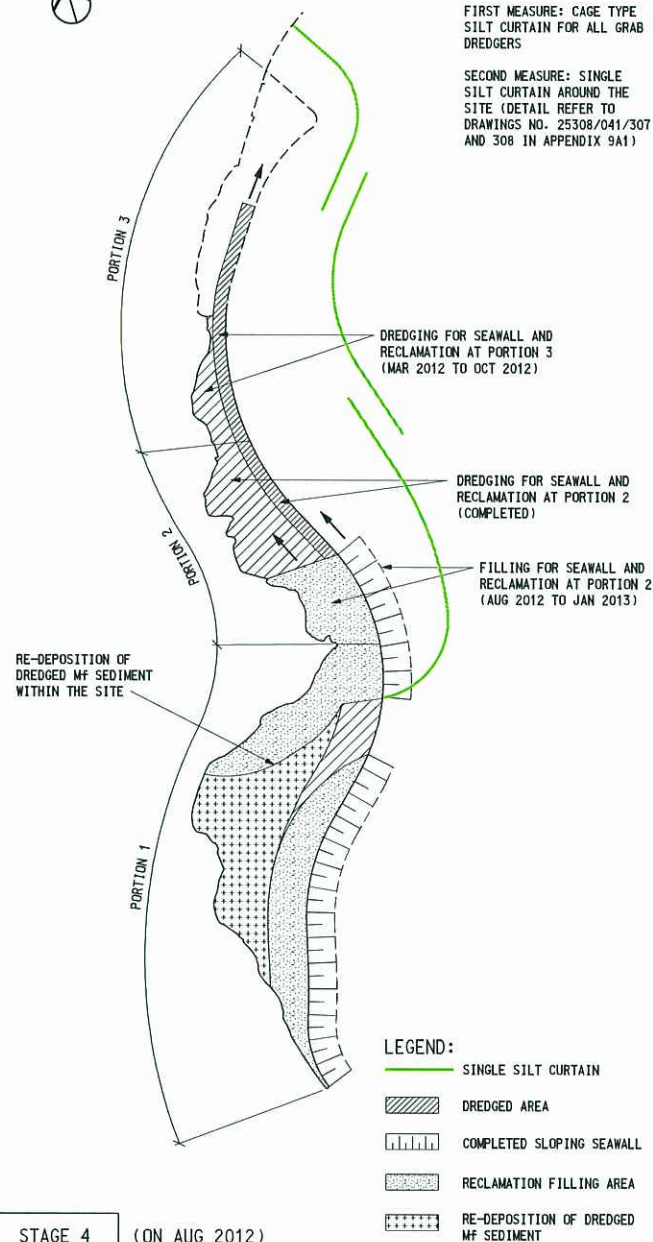 FIRST MEASURE: CAGE TYPE
SILT CURTAIN FOR ALL GRAB
DREDGERS
SECOND MEASURE: SINGLE
SILT CURTAIN AROUND THE
SITE (DETAIL REFER TO
DRAWINGS NO. 25308/041/307
AND 308 IN APPENDIX 9A1)
PORTION 3
DREDGING FOR SEAWALL AND
RECLAMATION AT PORTION 3
(MAR 2012 TO OCT 2012)
DREDGING FOR SEAWALL AND
RECLAMATION AT PORTION 2
(COMPLETED)
PORTION 2
FILLING FOR SEAWALL AND
RECLAMATION AT PORTION 2
(AUG 2012 TO JAN 2013)
RE-DEPOSITION OF
DREDGED Mf SEDIMENT
WITHIN THE SITE
PORTION 1
LEGEND:
SINGLE SILT CURTAIN
DREDGED AREA
COMPLETED SLOPING SEAWALL
RECLAMATION FILLING AREA
RE-DEPOSITION OF DREDGED
Mf SEDIMENT
STAGE 4 (ON AUG 2012)